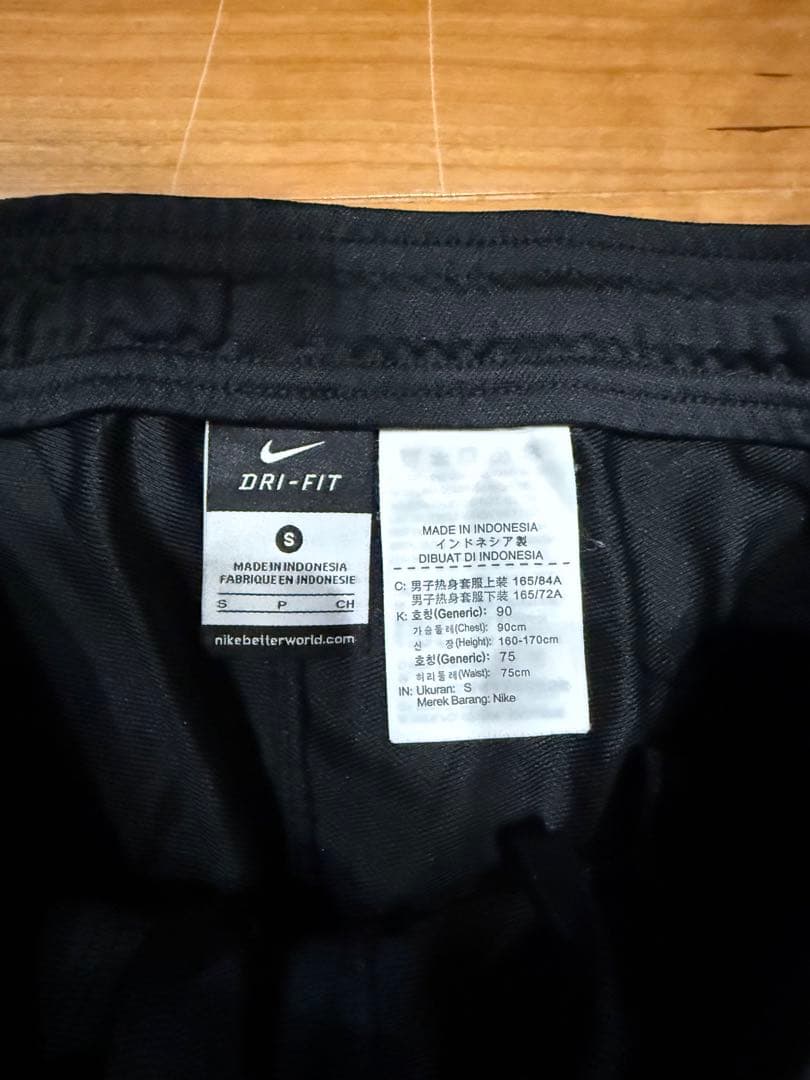 DRI-FIT
S
MADE IN INDONESIA
FABRIQUE EN INDONESIE
S P CH
nikebetterworld.com
MADE IN INDONESIA
インドネシア製
DIBUAT DI INDONESIA
C: 男子热身套服上装 165/84A
男子热身套服下装 165/72A
K: 호칭(Generic): 90
가슴둘레(Chest): 90cm
신 장(Height): 160-170cm
호칭(Generic): 75
허리둘레(Waist): 75cm
IN: Ukuran: S
Merek Barang: Nike